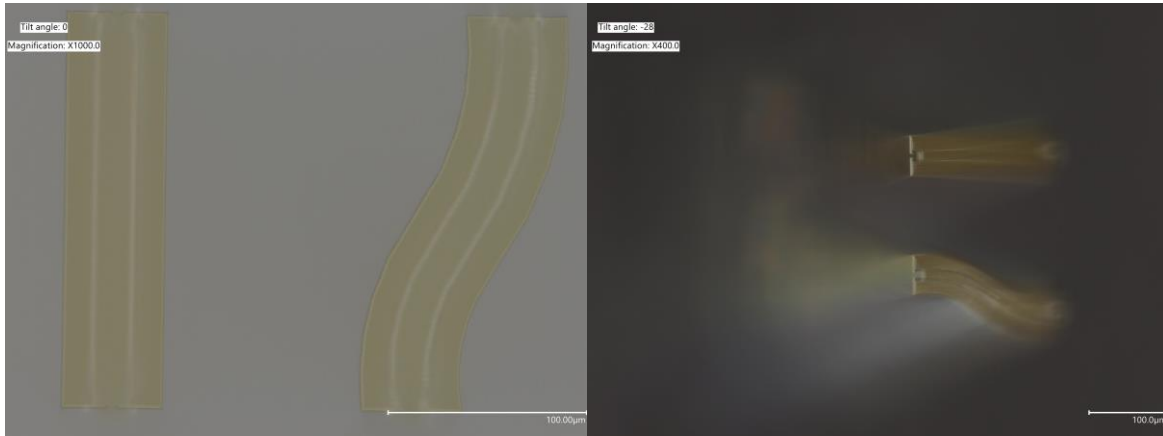 Tilt angle: 0
Magnification: X1000.0
100.00μm
Tilt angle: -28
Magnification: X400.0
100.0μm